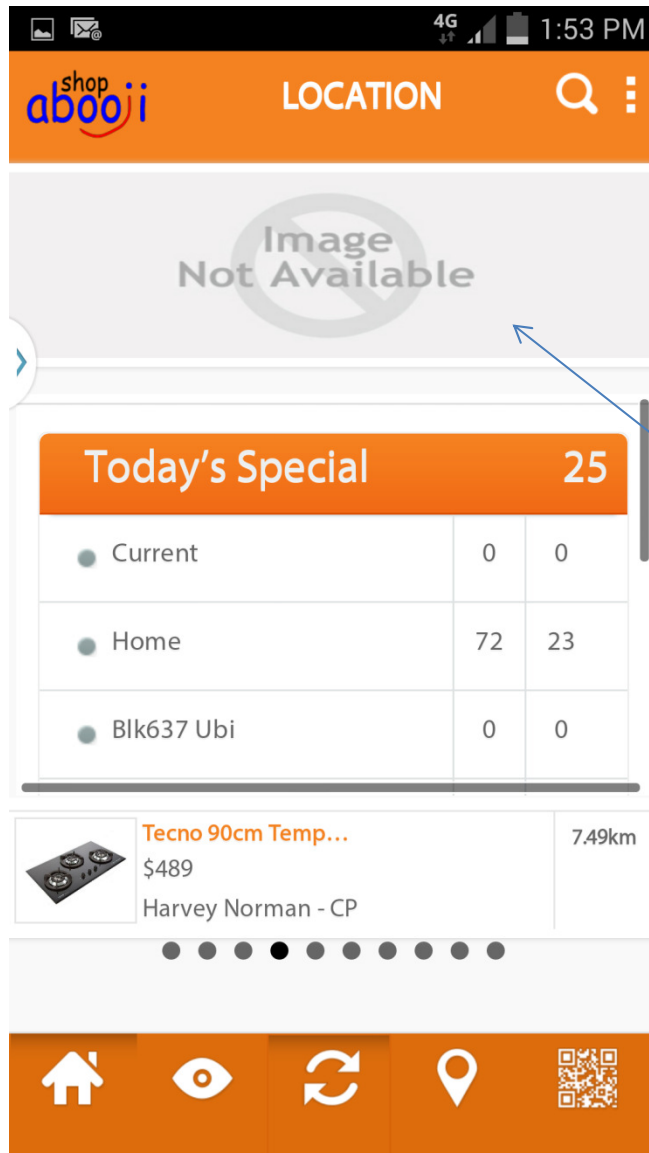 4G 1:53 PM
shop
abooji
LOCATION
Image
Not Available
Today's Special 25
Current 0 0
Home 72 23
Blk637 Ubi 0 0
Tecno 90cm Temp...
7.49km
$489
Harvey Norman - CP